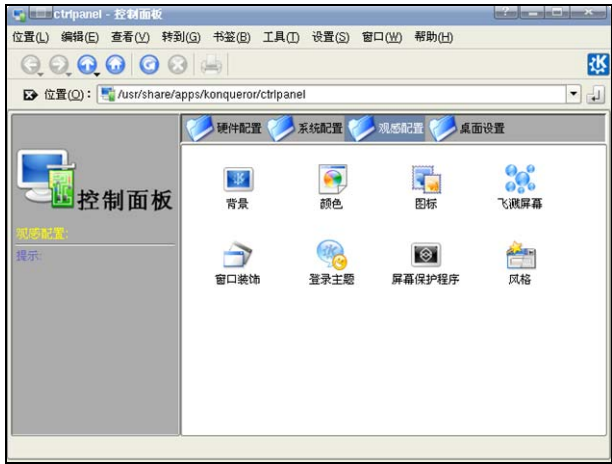 ctrlpanel - 控制面板
位置(L) 编辑(E) 查看(V) 转到(G) 书签(B) 工具(T) 设置(S) 窗口(W) 帮助(H)
位置(O): /usr/share/apps/konqueror/ctrlpanel
硬件配置 系统配置 观感配置 桌面设置
控制面板
观感配置:
提示:
背景 颜色 图标 飞溅屏幕
窗口装饰 登录主题 屏幕保护程序 风格